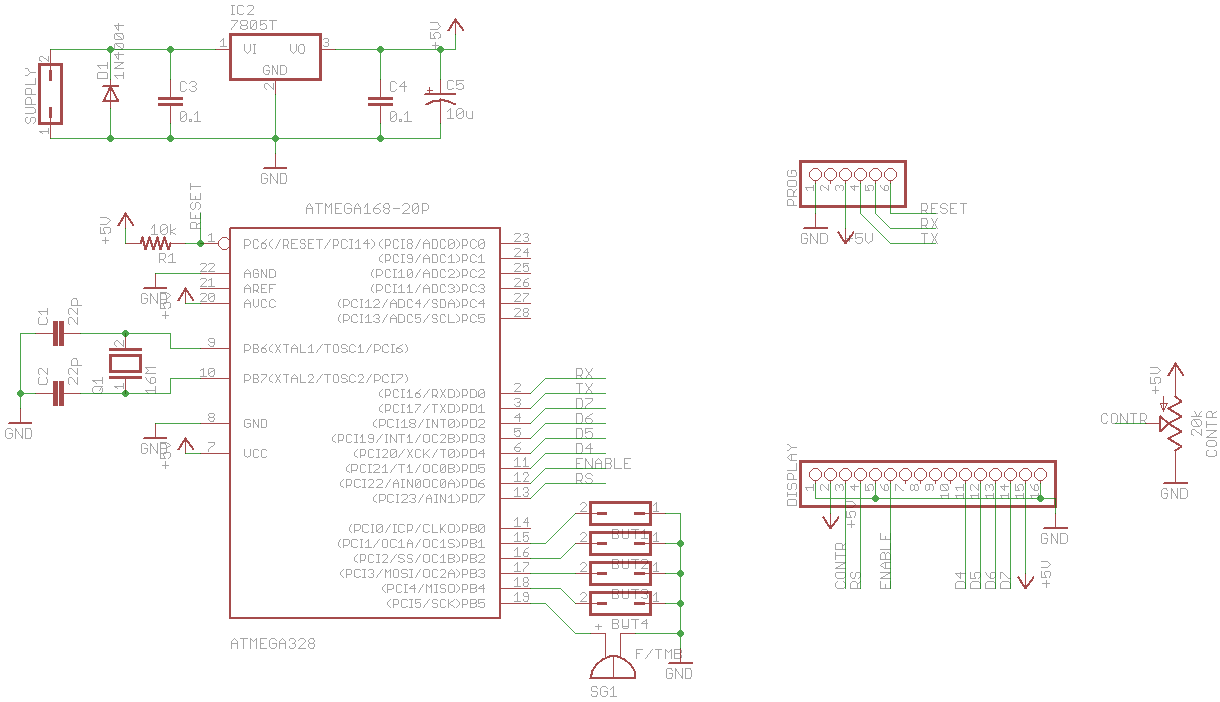 IC2
7805T
1 VI VO 3
GND
2
+5V
SUPPLY
2
1
D1
1N4004
C3
0.1
C4
0.1
C5
+
10u
GND
RESET
ATMEGA168-20P
+5V
10k
R1
1 PC6(/RESET/PCI14)(PCI8/ADC0)PC0 23
(PCI9/ADC1)PC1 24
22 AGND (PCI10/ADC2)PC2 25
21 AREF (PCI11/ADC3)PC3 26
20 AVCC (PCI12/ADC4/SDA)PC4 27
(PCI13/ADC5/SCL)PC5 28
GND
+5V
C1
22P
C2
22P
Q1
2
1
16M
GND
9 PB6(XTAL1/TOSC1/PCI6)
10 PB7(XTAL2/TOSC2/PCI7)
(PCI16/RXD)PD0 2 RX
(PCI17/TXD)PD1 3 TX
8 GND (PCI18/INT0)PD2 4 D7
(PCI19/INT1/OC2B)PD3 5 D6
7 VCC (PCI20/XCK/T0)PD4 6 D5
GND
+5V
(PCI21/T1/OC0B)PD5 11 D4
(PCI22/AIN0OC0A)PD6 12 ENABLE
(PCI23/AIN1)PD7 13 RS
(PCI0/ICP/CLKO)PB0 14
(PCI1/OC1A/OC1S)PB1 15
(PCI2/SS/OC1B)PB2 16
(PCI3/MOSI/OC2A)PB3 17
(PCI4/MISO)PB4 18
(PCI5/SCK)PB5 19
ATMEGA328
2 1
BUT1
2 1
BUT2
2 1
BUT3
2 1
BUT4
+
F/TMB
SG1
GND
PROG
1 2 3 4 5 6
GND
+5V
RESET
RX
TX
DISPLAY
1 2 3 4 5 6 7 8 9 10 11 12 13 14 15 16
+5V
CONTR
RS
ENABLE
D4
D5
D6
D7
+5V
GND
+5V
CONTR
20k
CONTR
GND